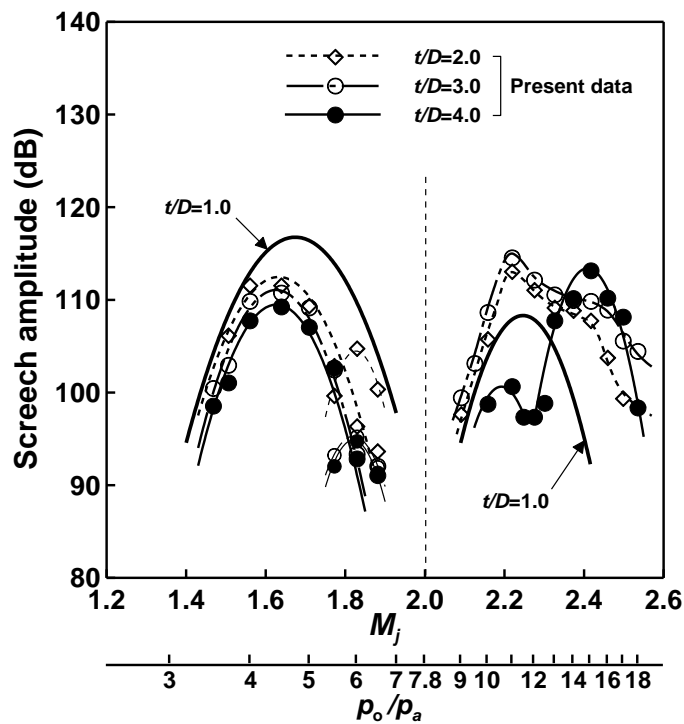 140
130
120
110
100
90
80
Screech amplitude (dB)
t/D=2.0
t/D=3.0
t/D=4.0
Present data
t/D=1.0
t/D=1.0
1.2 1.4 1.6 1.8 2.0 2.2 2.4 2.6
Mj
3 4 5 6 7 7.8 9 10 12 14 16 18
po/pa